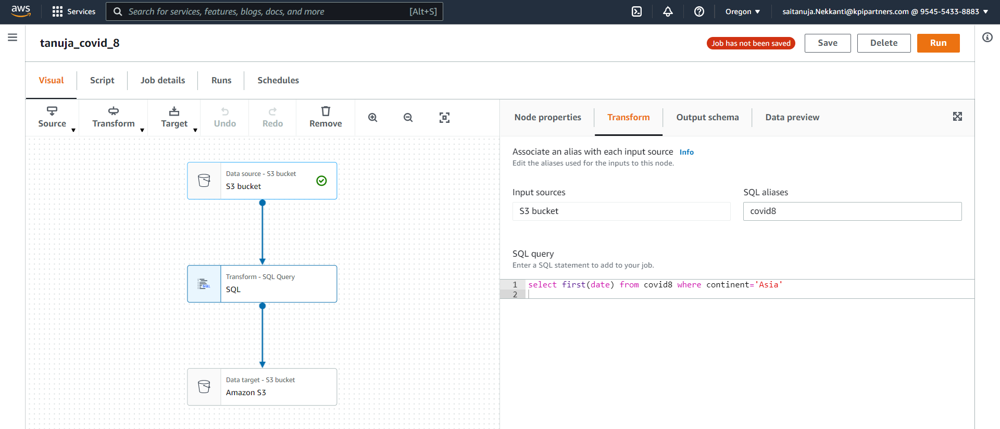 aws Services Search for services, features, blogs, docs, and more [Alt+S] Oregon saitanuja.Nekkanti@kpipartners.com @ 9545-5433-8883
tanuja_covid_8 Job has not been saved Save Delete Run
Visual Script Job details Runs Schedules
Source Transform Target Undo Redo Remove
Node properties Transform Output schema Data preview
Data source - S3 bucket
S3 bucket
Transform - SQL Query
SQL
Data target - S3 bucket
Amazon S3
Associate an alias with each input source Info
Edit the aliases used for the inputs to this node.
Input sources SQL aliases
S3 bucket covid8
SQL query
Enter a SQL statement to add to your job.
1 select first(date) from covid8 where continent='Asia'
2